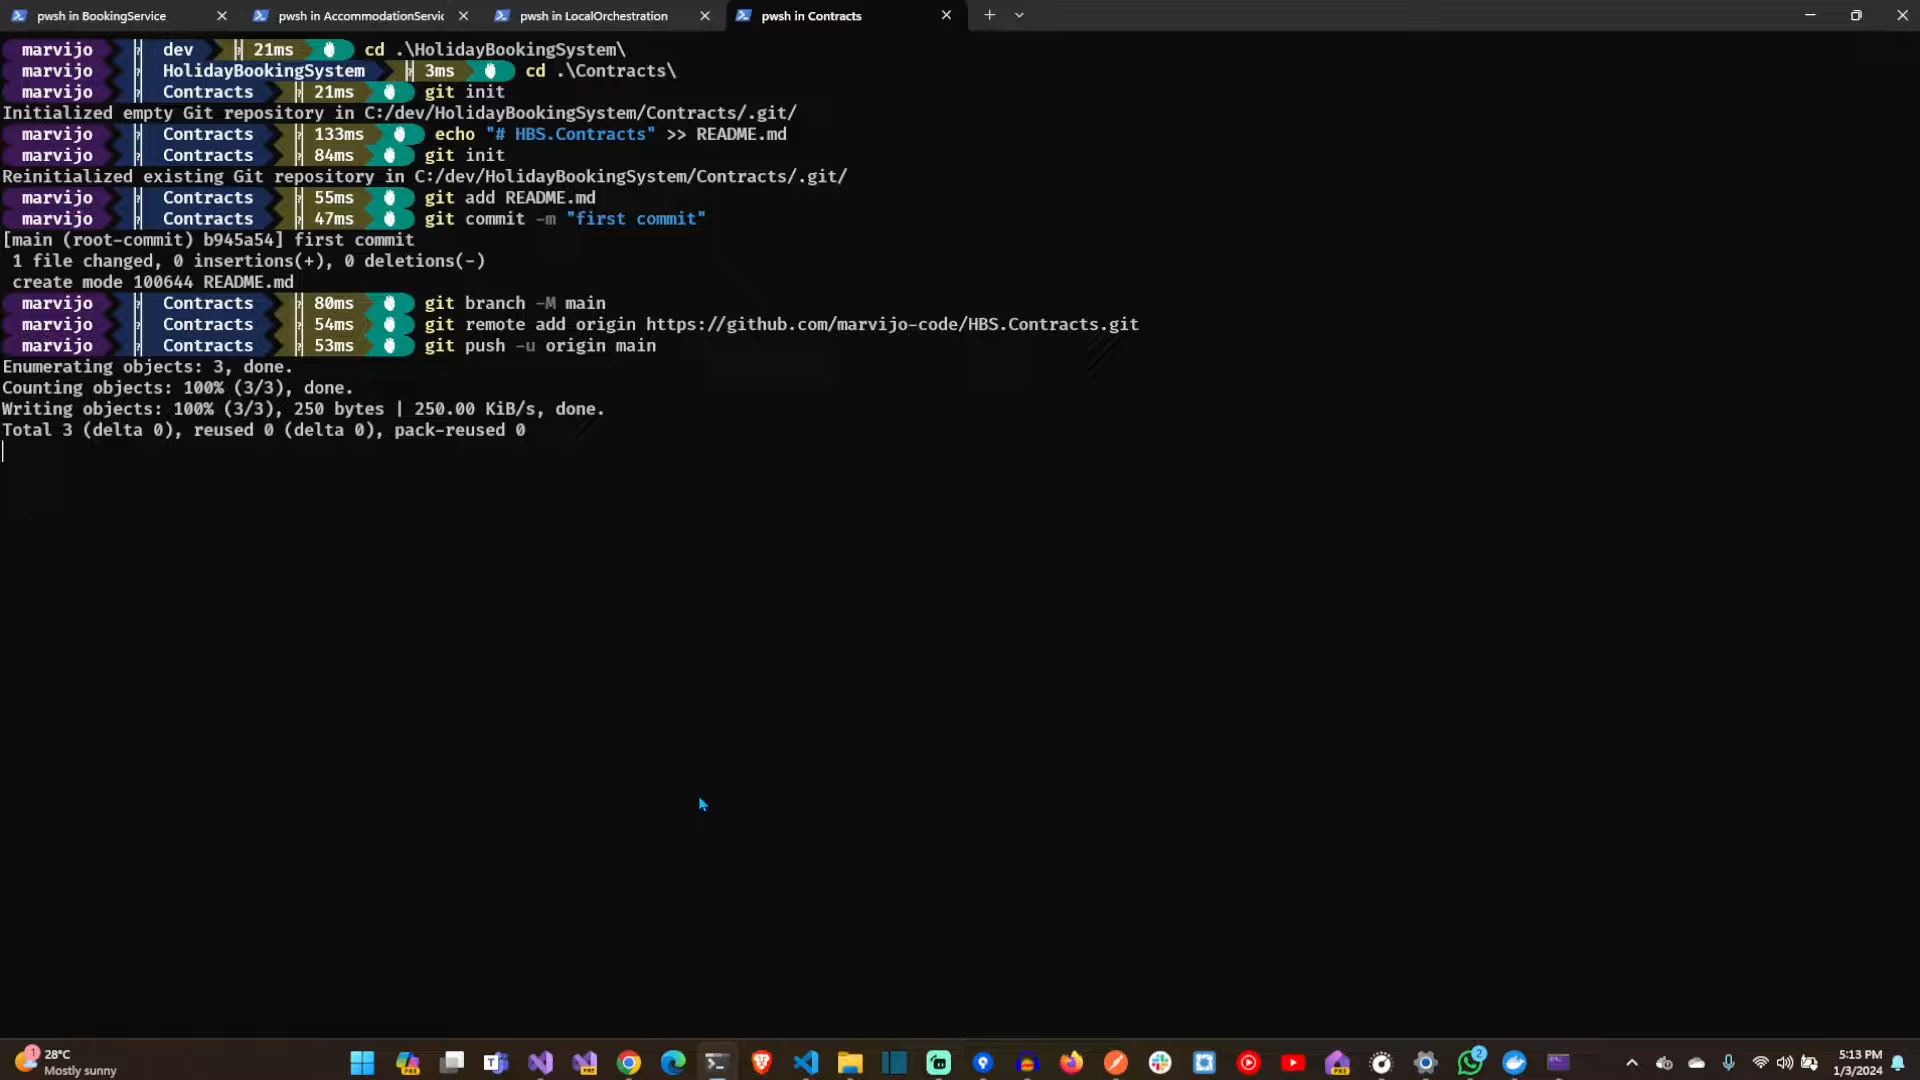 pwsh in BookingService
pwsh in AccommodationServic
pwsh in LocalOrchestration
pwsh in Contracts
marvijo dev 21ms cd .\HolidayBookingSystem\
marvijo HolidayBookingSystem 3ms cd .\Contracts\
marvijo Contracts 21ms git init
Initialized empty Git repository in C:/dev/HolidayBookingSystem/Contracts/.git/
marvijo Contracts 133ms echo "# HBS.Contracts" >> README.md
marvijo Contracts 84ms git init
Reinitialized existing Git repository in C:/dev/HolidayBookingSystem/Contracts/.git/
marvijo Contracts 55ms git add README.md
marvijo Contracts 47ms git commit -m "first commit"
[main (root-commit) b945a54] first commit
1 file changed, 0 insertions(+), 0 deletions(-)
create mode 100644 README.md
marvijo Contracts 80ms git branch -M main
marvijo Contracts 54ms git remote add origin https://github.com/marvijo-code/HBS.Contracts.git
marvijo Contracts 53ms git push -u origin main
Enumerating objects: 3, done.
Counting objects: 100% (3/3), done.
Writing objects: 100% (3/3), 250 bytes | 250.00 KiB/s, done.
Total 3 (delta 0), reused 0 (delta 0), pack-reused 0
1
28°C
Mostly sunny
PRE
PRE
PRE
2
5:13 PM
1/3/2024